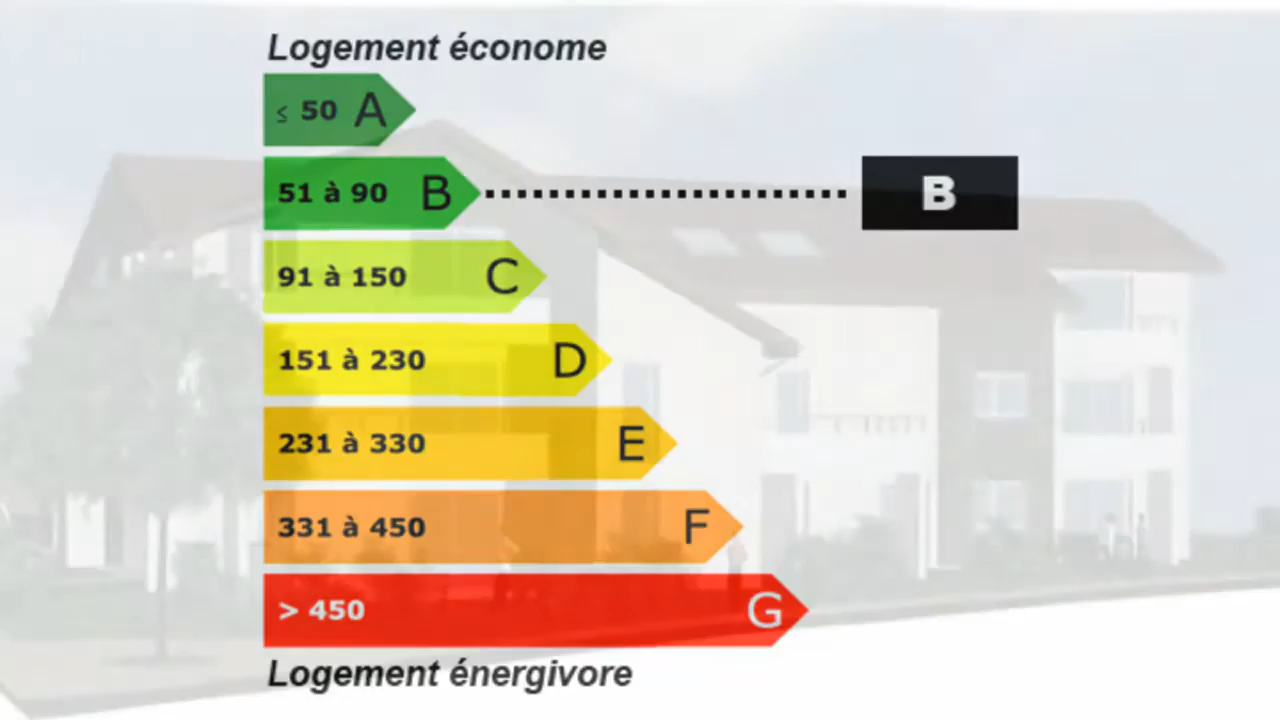 Logement économe
≤ 50 A
51 à 90 B B
91 à 150 C
151 à 230 D
231 à 330 E
331 à 450 F
> 450 G
Logement énergivore